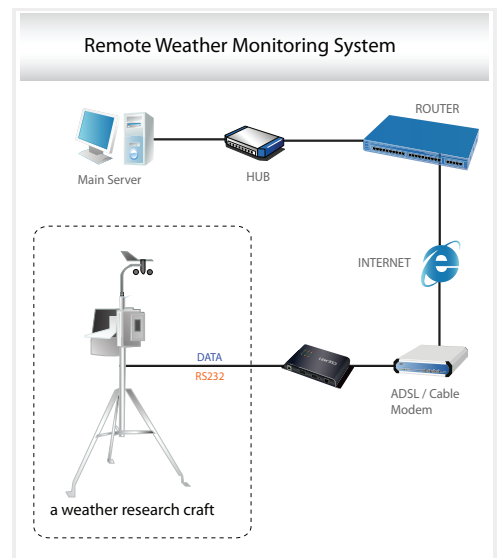 Remote Weather Monitoring System
ROUTER
Main Server
HUB
INTERNET
DATA
RS232
ADSL / Cable
Modem
a weather research craft